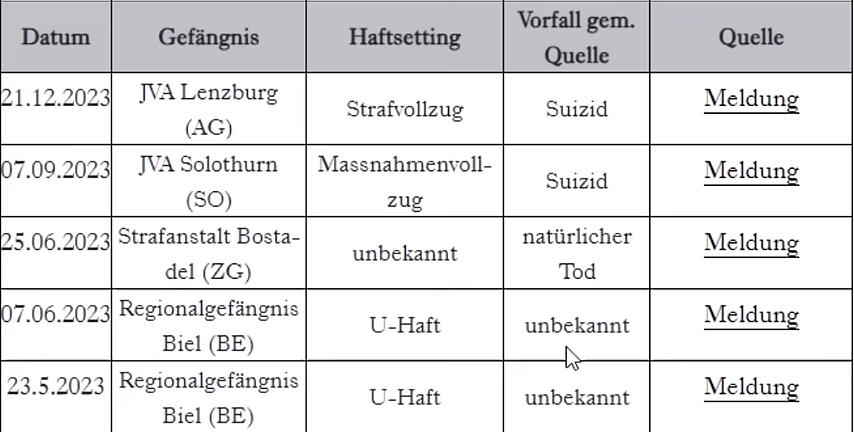 Datum Gefängnis Haftsetting Vorfall gem. Quelle Quelle
21.12.2023 JVA Lenzburg (AG) Strafvollzug Suizid Meldung
07.09.2023 JVA Solothurn (SO) Massnahmenvoll-zug Suizid Meldung
25.06.2023 Strafanstalt Bosta-del (ZG) unbekannt natürlicher Tod Meldung
07.06.2023 Regionalgefängnis Biel (BE) U-Haft unbekannt Meldung
23.5.2023 Regionalgefängnis Biel (BE) U-Haft unbekannt Meldung